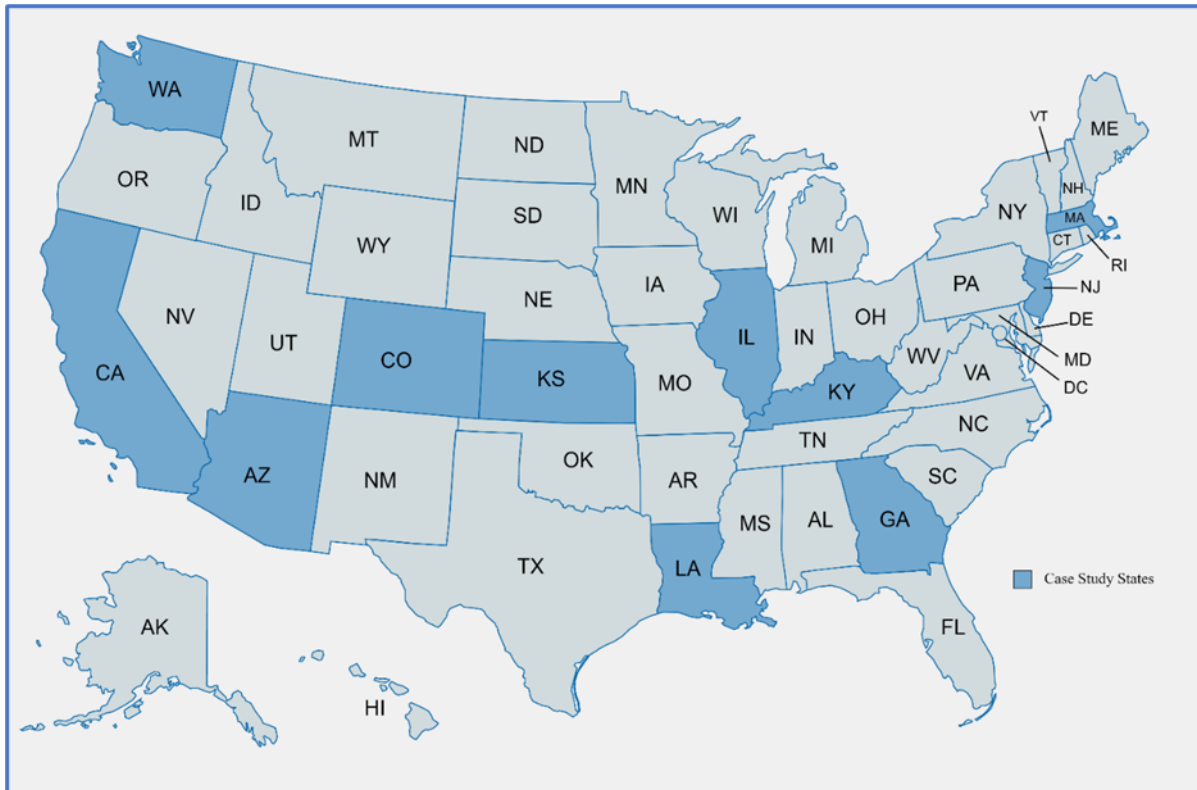 WA
MT
ND
MN
VT
ME
OR
ID
SD
WI
NH
NY
MA
WY
MI
CT
RI
IA
PA
NJ
NE
NV
OH
DE
UT
IL
IN
CO
WV
MD
CA
KS
MO
KY
VA
DC
NC
TN
AZ
NM
OK
AR
SC
MS
AL
GA
TX
LA
Case Study States
AK
FL
HI